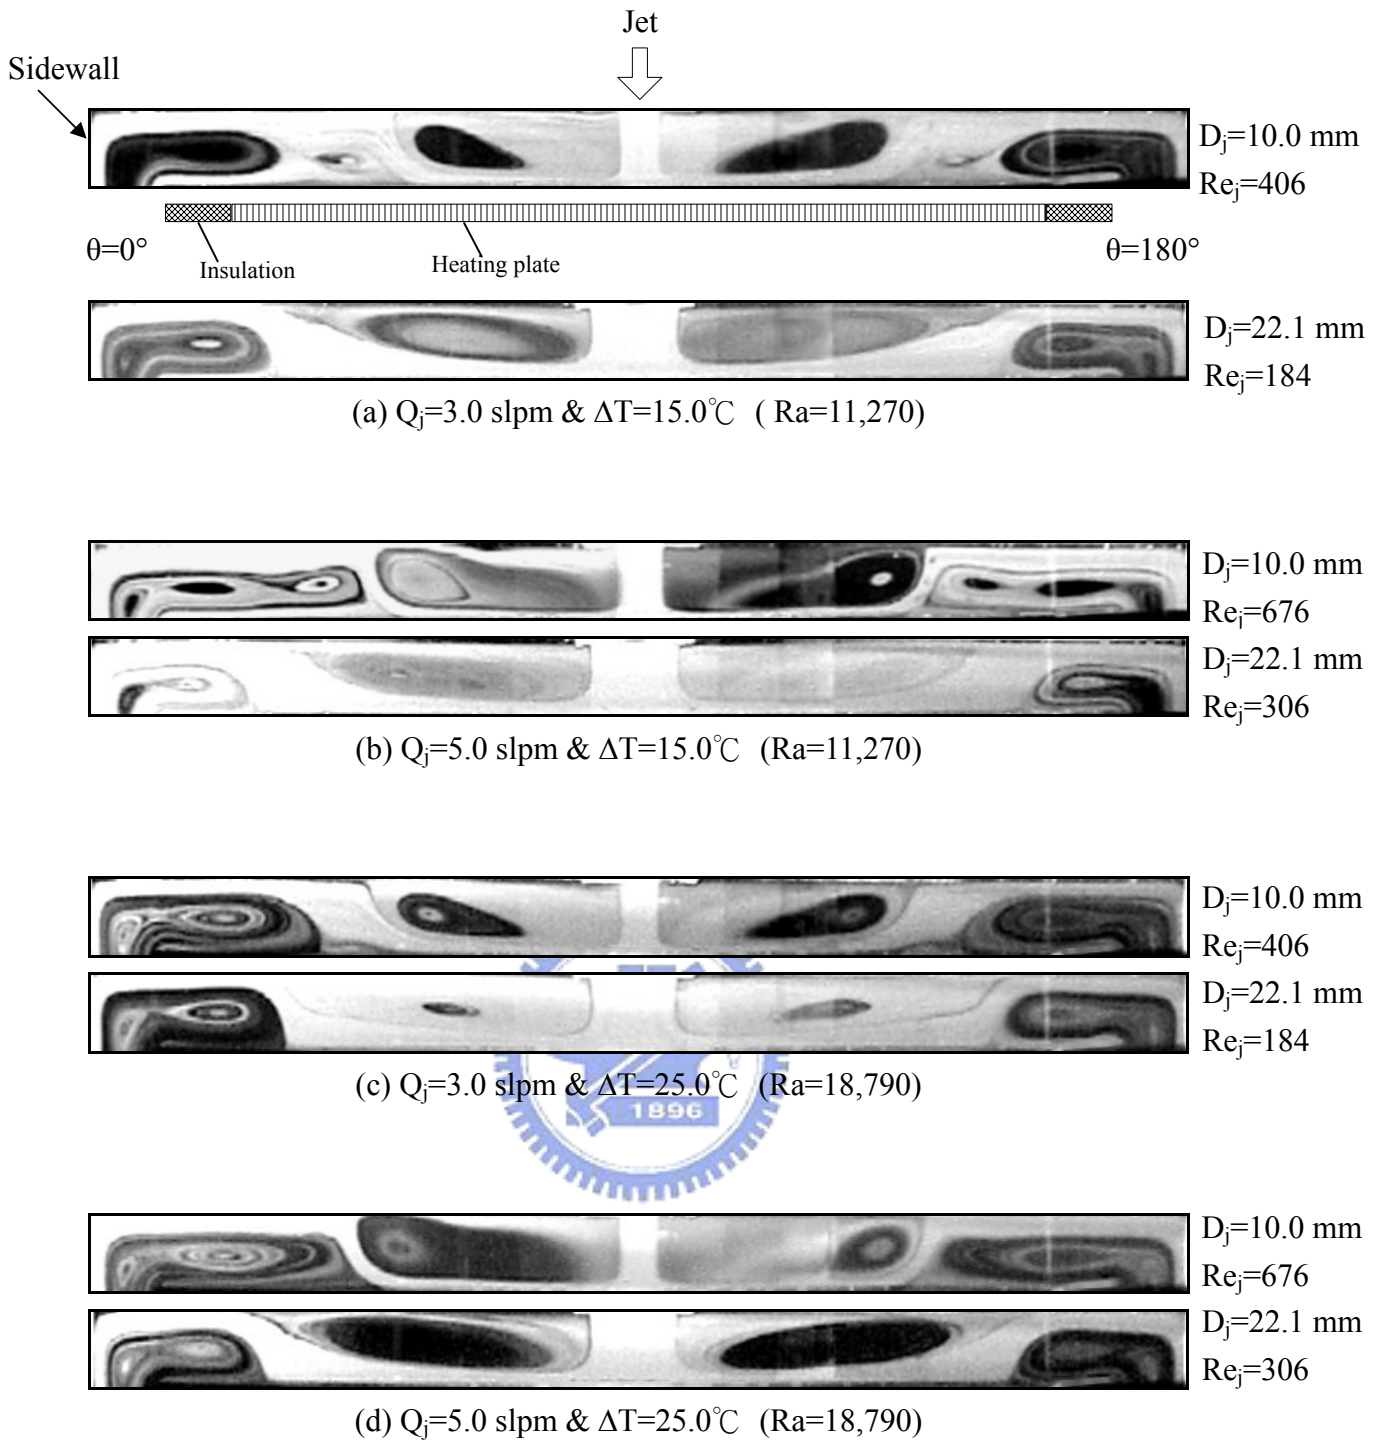 Jet
Sidewall
Dj=10.0 mm
Rej=406
θ=0°
θ=180°
Insulation
Heating plate
Dj=22.1 mm
Rej=184
(a) Qj=3.0 slpm & ΔT=15.0℃ ( Ra=11,270)
Dj=10.0 mm
Rej=676
Dj=22.1 mm
Rej=306
(b) Qj=5.0 slpm & ΔT=15.0℃ (Ra=11,270)
Dj=10.0 mm
Rej=406
Dj=22.1 mm
Rej=184
(c) Qj=3.0 slpm & ΔT=25.0℃ (Ra=18,790)
1896
Dj=10.0 mm
Rej=676
Dj=22.1 mm
Rej=306
(d) Qj=5.0 slpm & ΔT=25.0℃ (Ra=18,790)